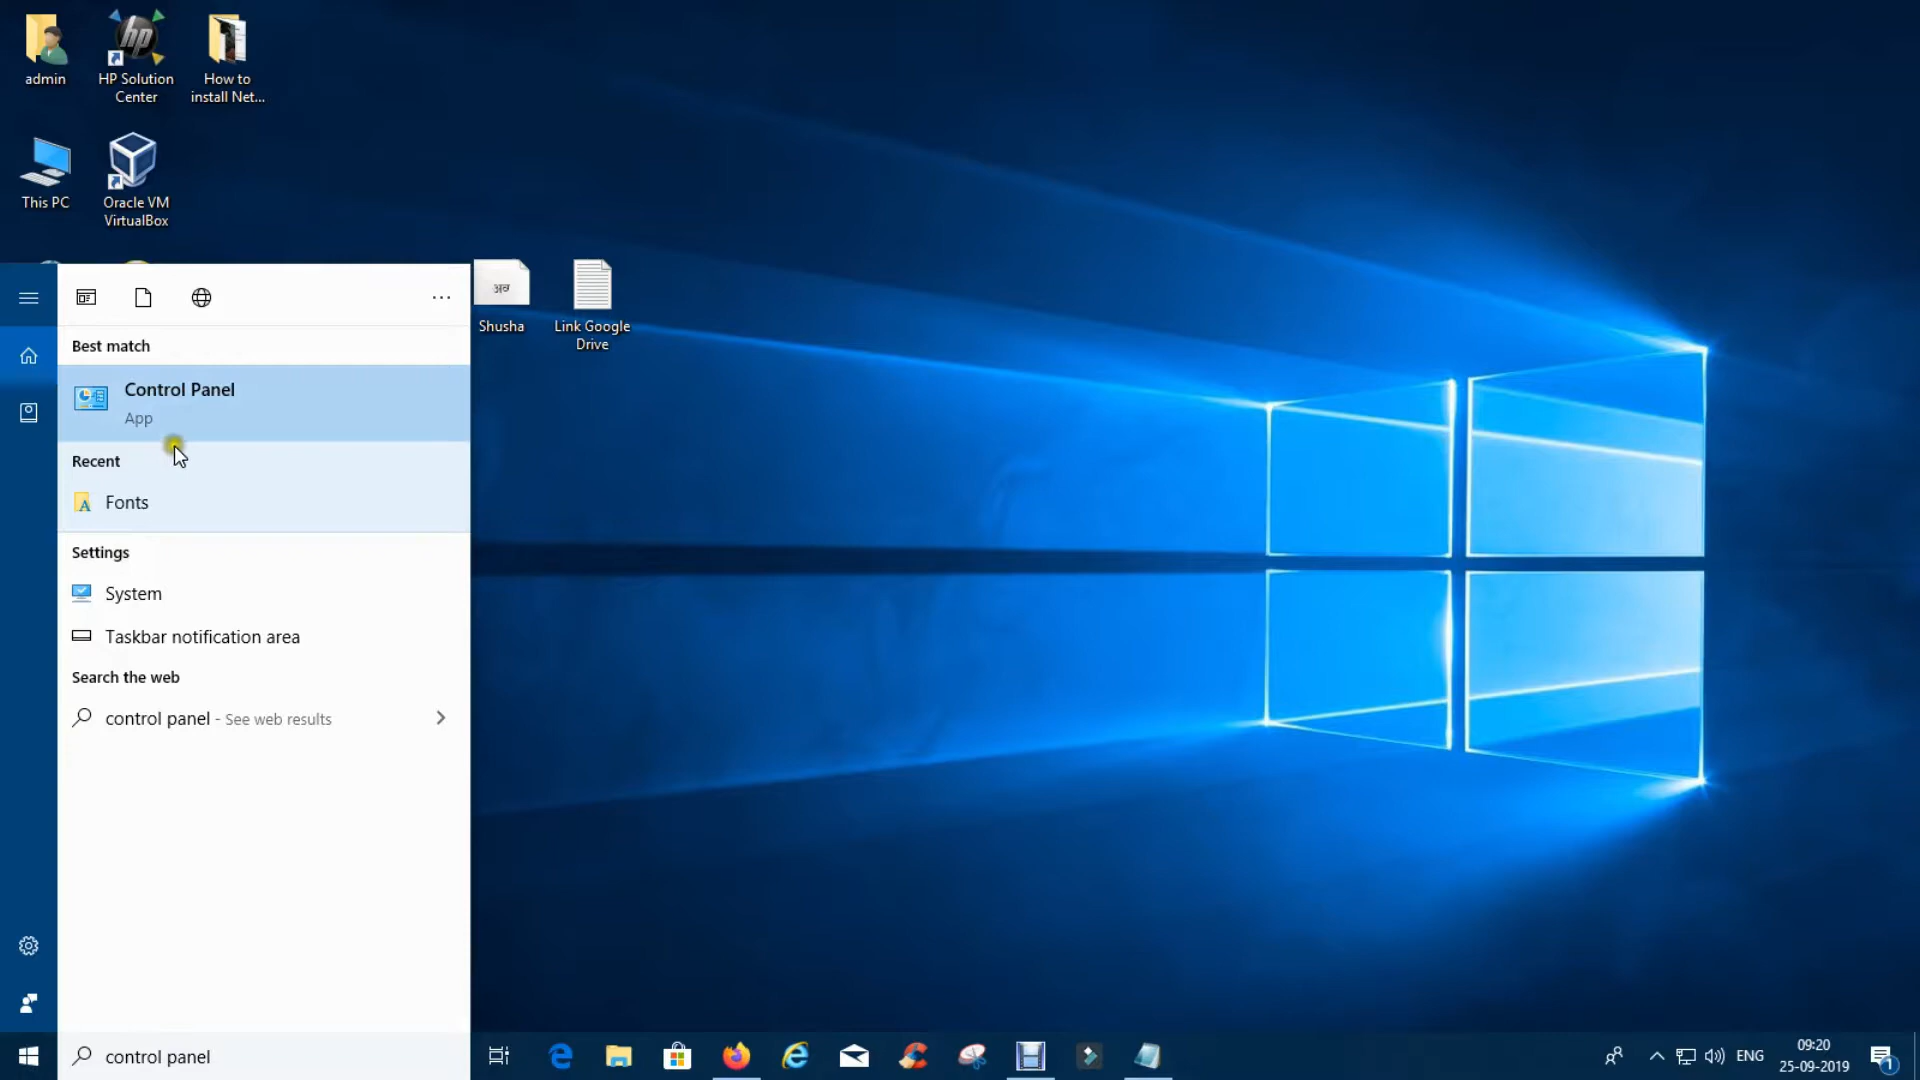 admin
HP Solution
Center
How to
install Net...
This PC
Oracle VM
VirtualBox
Shusha
Link Google
Drive
Best match
Control Panel
App
Recent
Fonts
Settings
System
Taskbar notification area
Search the web
control panel - See web results
control panel
ENG
09:20
25-09-2019
1